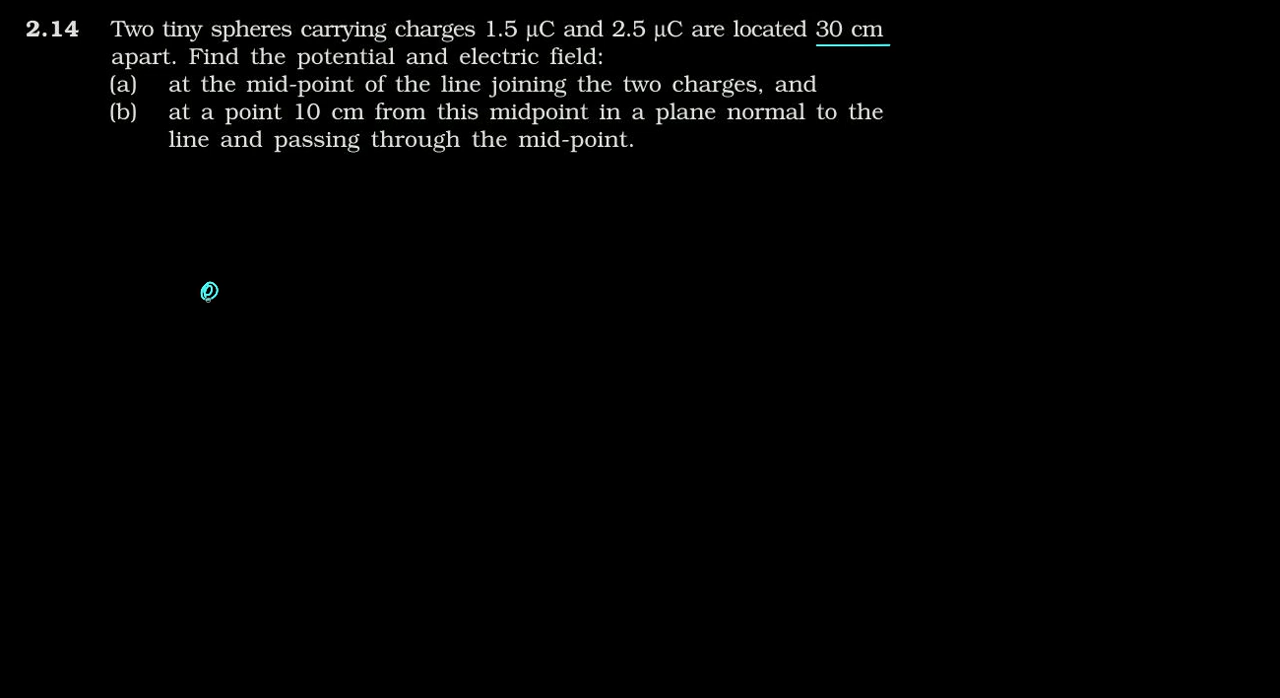 2.14 Two tiny spheres carrying charges 1.5 μC and 2.5 μC are located 30 cm
apart. Find the potential and electric field:
(a) at the mid-point of the line joining the two charges, and
(b) at a point 10 cm from this midpoint in a plane normal to the
line and passing through the mid-point.